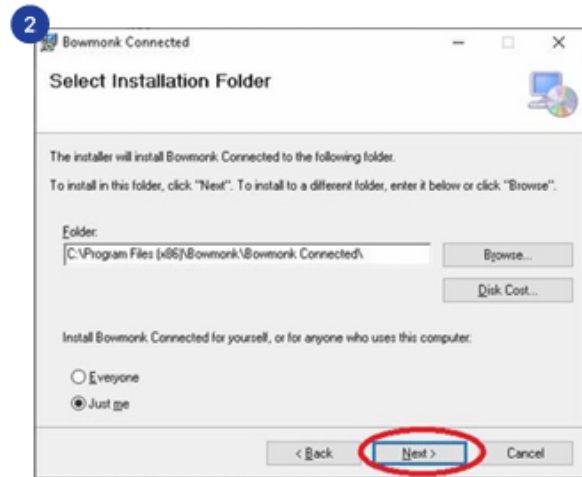 2
Bowmonk Connected
Select Installation Folder
The installer will install Bowmonk Connected to the following folder.
To install in this folder, click "Next". To install to a different folder, enter it below or click "Browse".
Folder:
C:\Program Files (x86)\Bowmonk\Bowmonk Connected\
Browse...
Disk Cost...
Install Bowmonk Connected for yourself, or for anyone who uses this computer:
Everyone
Just me
< Back Next > Cancel